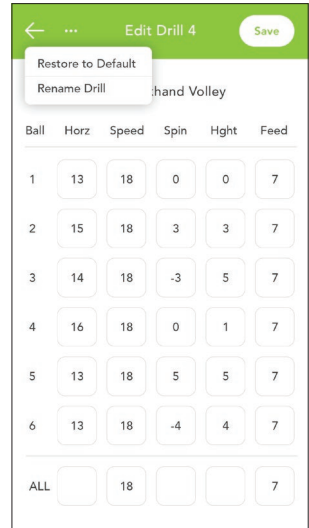 ← ... Edit Drill 4 Save
Restore to Default
Rename Drill
hand Volley
Ball Horz Speed Spin Hght Feed
1 13 18 0 0 7
2 15 18 3 3 7
3 14 18 -3 5 7
4 16 18 0 1 7
5 13 18 5 5 7
6 13 18 -4 4 7
ALL 18 7